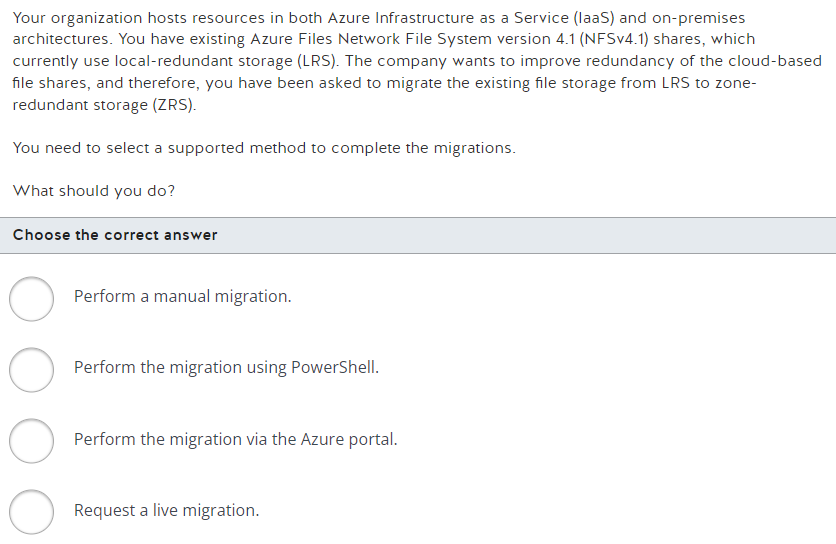 Your organization hosts resources in both Azure Infrastructure as a Service (IaaS) and on-premises
architectures. You have existing Azure Files Network File System version 4.1 (NFSv4.1) shares, which
currently use local-redundant storage (LRS). The company wants to improve redundancy of the cloud-based
file shares, and therefore, you have been asked to migrate the existing file storage from LRS to zone-
redundant storage (ZRS).
You need to select a supported method to complete the migrations.
What should you do?
Choose the correct answer
Perform a manual migration.
Perform the migration using PowerShell.
Perform the migration via the Azure portal.
Request a live migration.